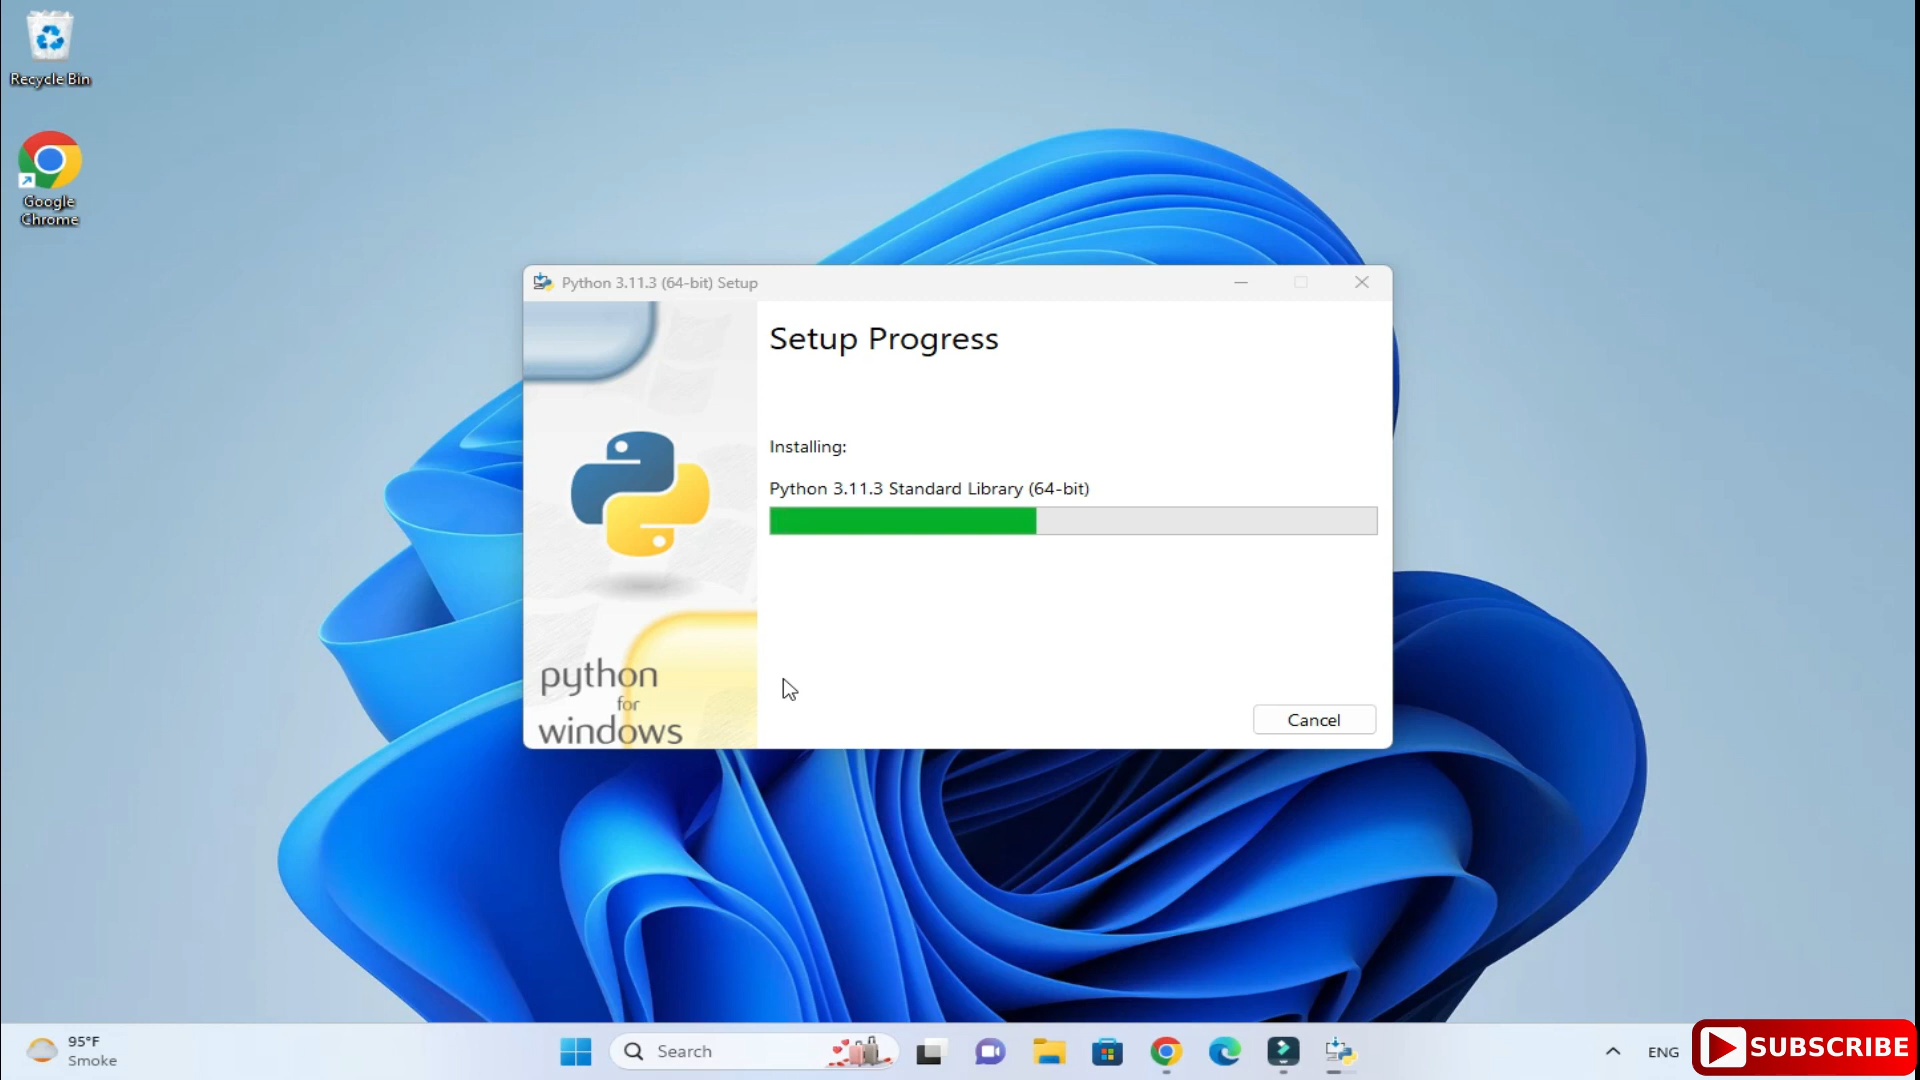 Recycle Bin
Google
Chrome
Python 3.11.3 (64-bit) Setup
Setup Progress
Installing:
Python 3.11.3 Standard Library (64-bit)
python
for
windows
Cancel
95°F
Smoke
Search
ENG
SUBSCRIBE